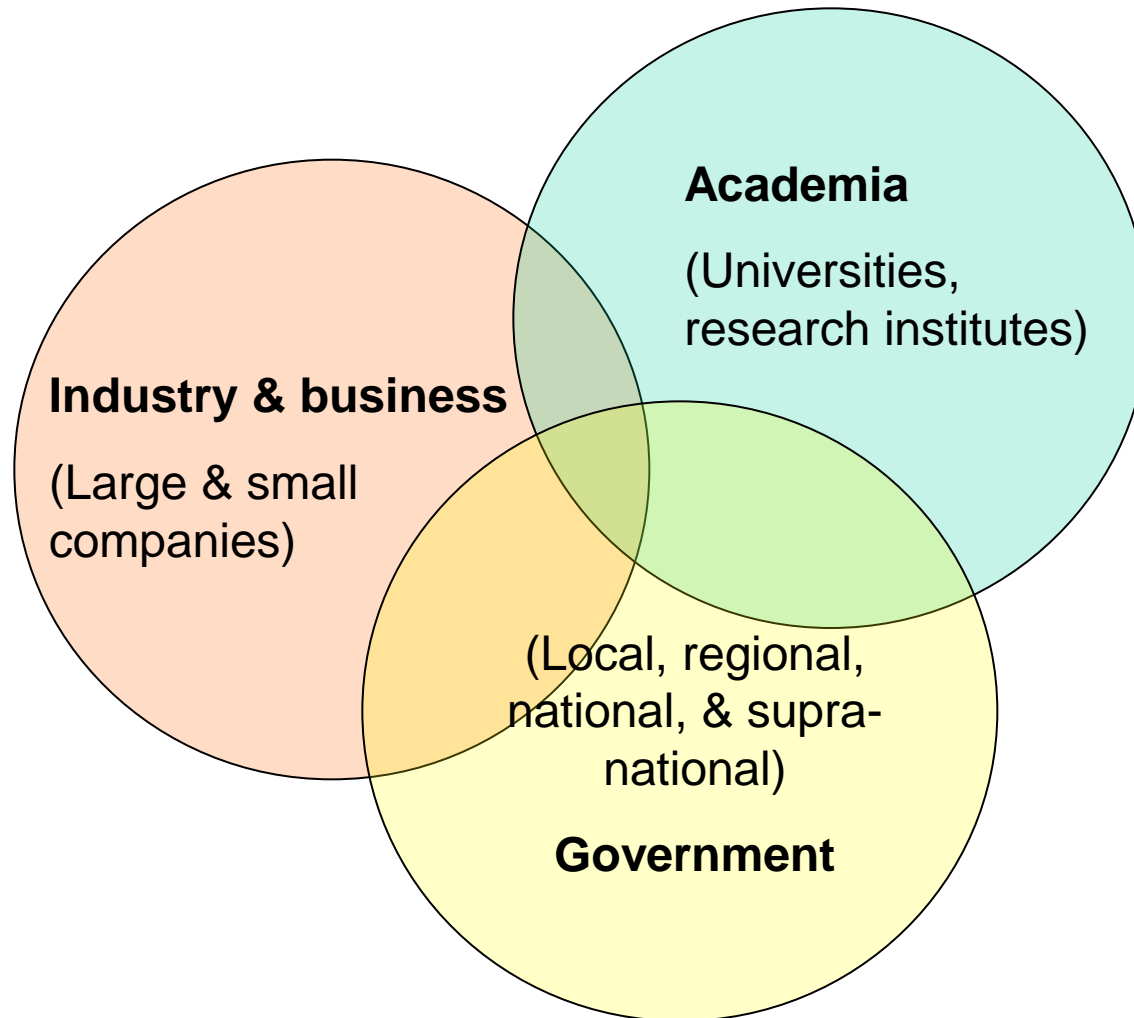 Academia
(Universities,
research institutes)
Industry & business
(Large & small
companies)
(Local, regional,
national, & supra-
national)
Government